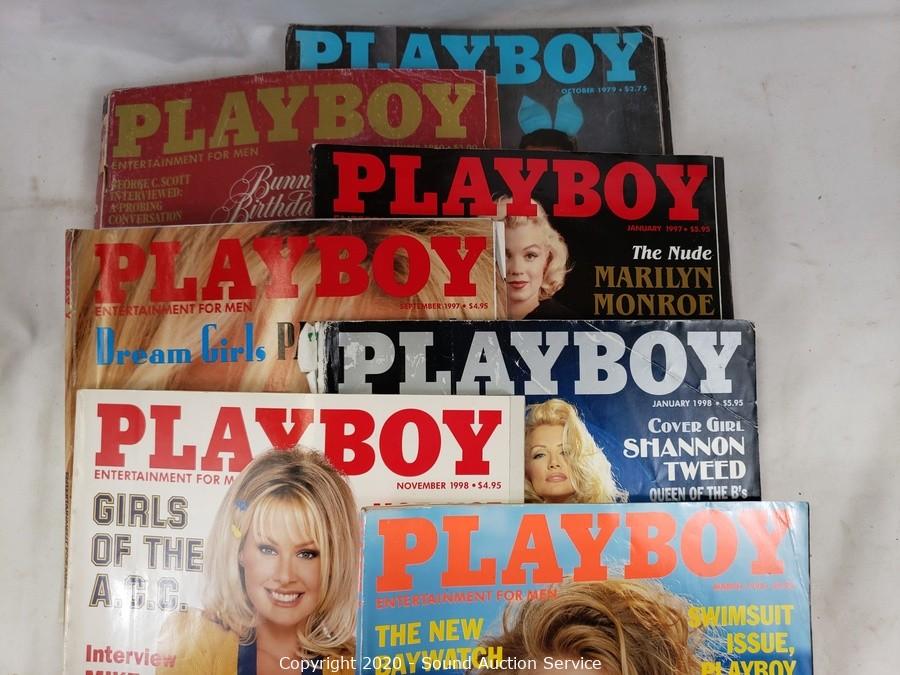 PLAYBOY
OCTOBER 1979 • $2.75
PLAYBOY
ENTERTAINMENT FOR MEN
GEORGE C. SCOTT
INTERVIEWED:
A PROBING
CONVERSATION
PLAYBOY
JANUARY 1997 • $5.95
The Nude
MARILYN
MONROE
PLAYBOY
ENTERTAINMENT FOR MEN
SEPTEMBER 1997 • $4.95
Dream Girls
PLAYBOY
JANUARY 1998 • $5.95
COVER GIRL
SHANNON
TWEED
QUEEN OF THE B's
PLAYBOY
ENTERTAINMENT FOR
NOVEMBER 1998 • $4.95
GIRLS
OF THE
A.C.C.
Interview
PLAYBOY
ENTERTAINMENT FOR MEN
THE NEW
BAYWATCH
SWIMSUIT
ISSUE,
PLAYBOY
Copyright 2020 - Sound Auction Service